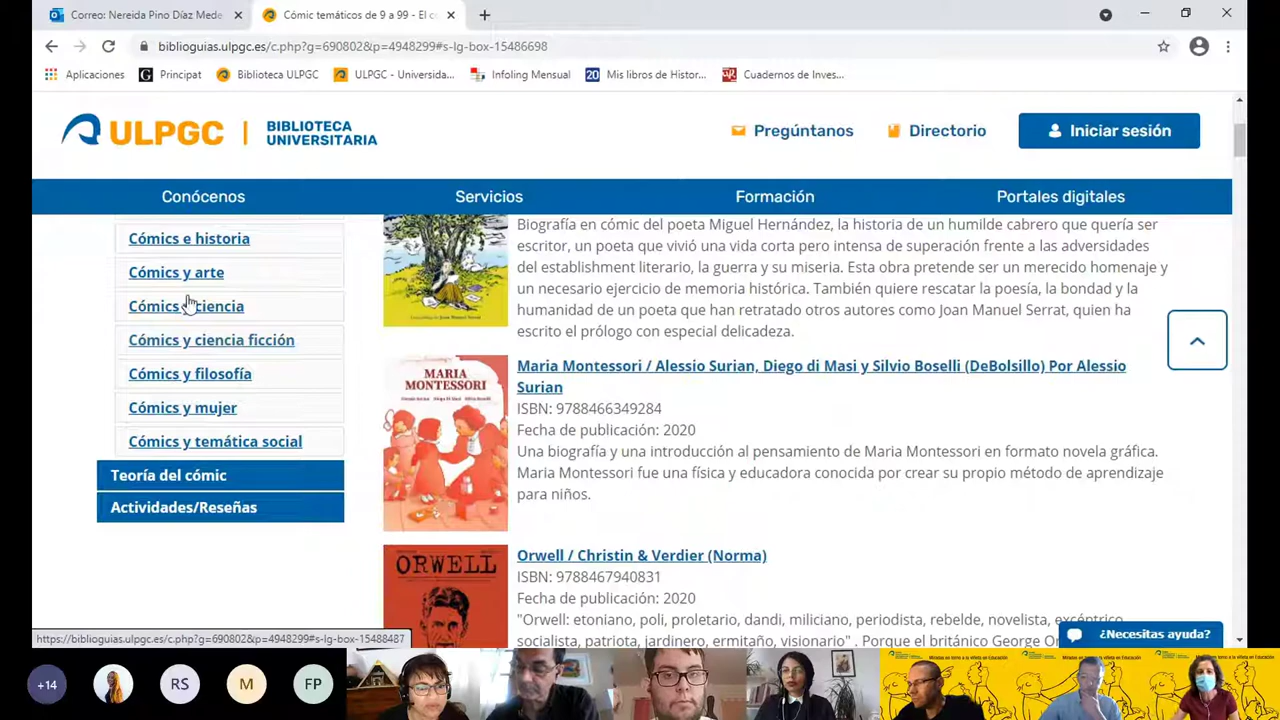 Correo: Nereida Pino Díaz Mede
Cómic temáticos de 9 a 99 - El c
biblioguias.ulpgc.es/c.php?g=690802&p=4948299#s-lg-box-15486698
Aplicaciones
Principat
Biblioteca ULPGC
ULPGC - Universida...
Infoling Mensual
20
Mis libros de Histor...
Cuadernos de Inves...
ULPGC
BIBLIOTECA
UNIVERSITARIA
Pregúntanos
Directorio
Iniciar sesión
Conócenos
Servicios
Formación
Portales digitales
Cómics e historia
Cómics y arte
Cómics ciencia
Cómics y ciencia ficción
Cómics y filosofía
Cómics y mujer
Cómics y temática social
Teoría del cómic
Actividades/Reseñas
Biografía en cómic del poeta Miguel Hernández, la historia de un humilde cabrero que quería ser
escritor, un poeta que vivió una vida corta pero intensa de superación frente a las adversidades
del establishment literario, la guerra y su miseria. Esta obra pretende ser un merecido homenaje y
un necesario ejercicio de memoria histórica. También quiere rescatar la poesía, la bondad y la
humanidad de un poeta que han retratado otros autores como Joan Manuel Serrat, quien ha
escrito el prólogo con especial delicadeza.
MARIA
MONTESSORI
Maria Montessori / Alessio Surian, Diego di Masi y Silvio Boselli (DeBolsillo) Por Alessio
Surian
ISBN: 9788466349284
Fecha de publicación: 2020
Una biografía y una introducción al pensamiento de Maria Montessori en formato novela gráfica.
Maria Montessori fue una física y educadora conocida por crear su propio método de aprendizaje
para niños.
ORWELL
Orwell / Christin & Verdier (Norma)
ISBN: 9788467940831
Fecha de publicación: 2020
"Orwell: etoniano, poli, proletario, dandi, miliciano, periodista, rebelde, novelista, excéntrico,
socialista, patriota, jardinero, ermitaño, visionario" . Porque el británico George Or
¿Necesitas ayuda?
https://biblioguias.ulpgc.es/c.php?g=690802&p=4948299#s-lg-box-15488487
+14
RS
M
FP